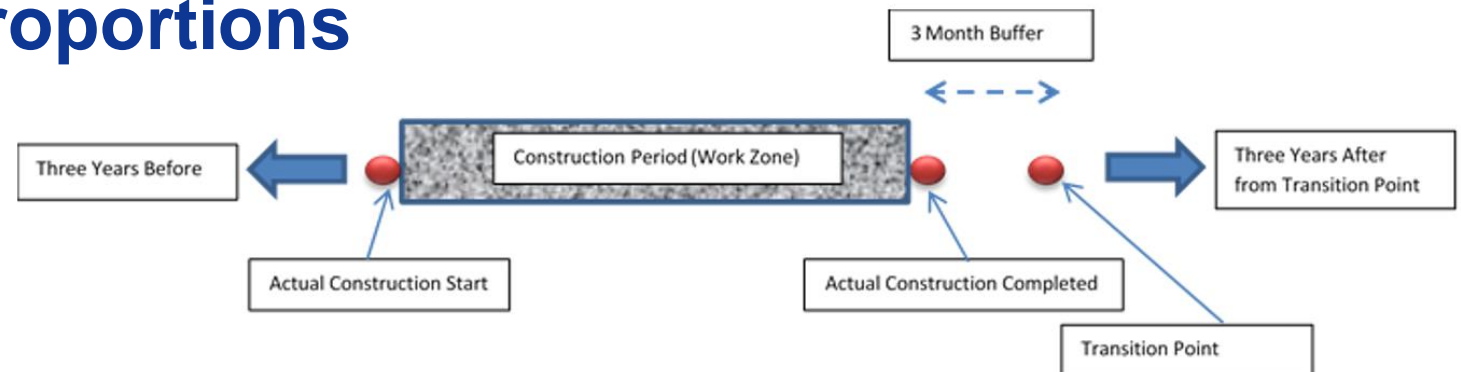 roportions
3 Month Buffer
Three Years Before
Construction Period (Work Zone)
Three Years After
from Transition Point
Actual Construction Start
Actual Construction Completed
Transition Point